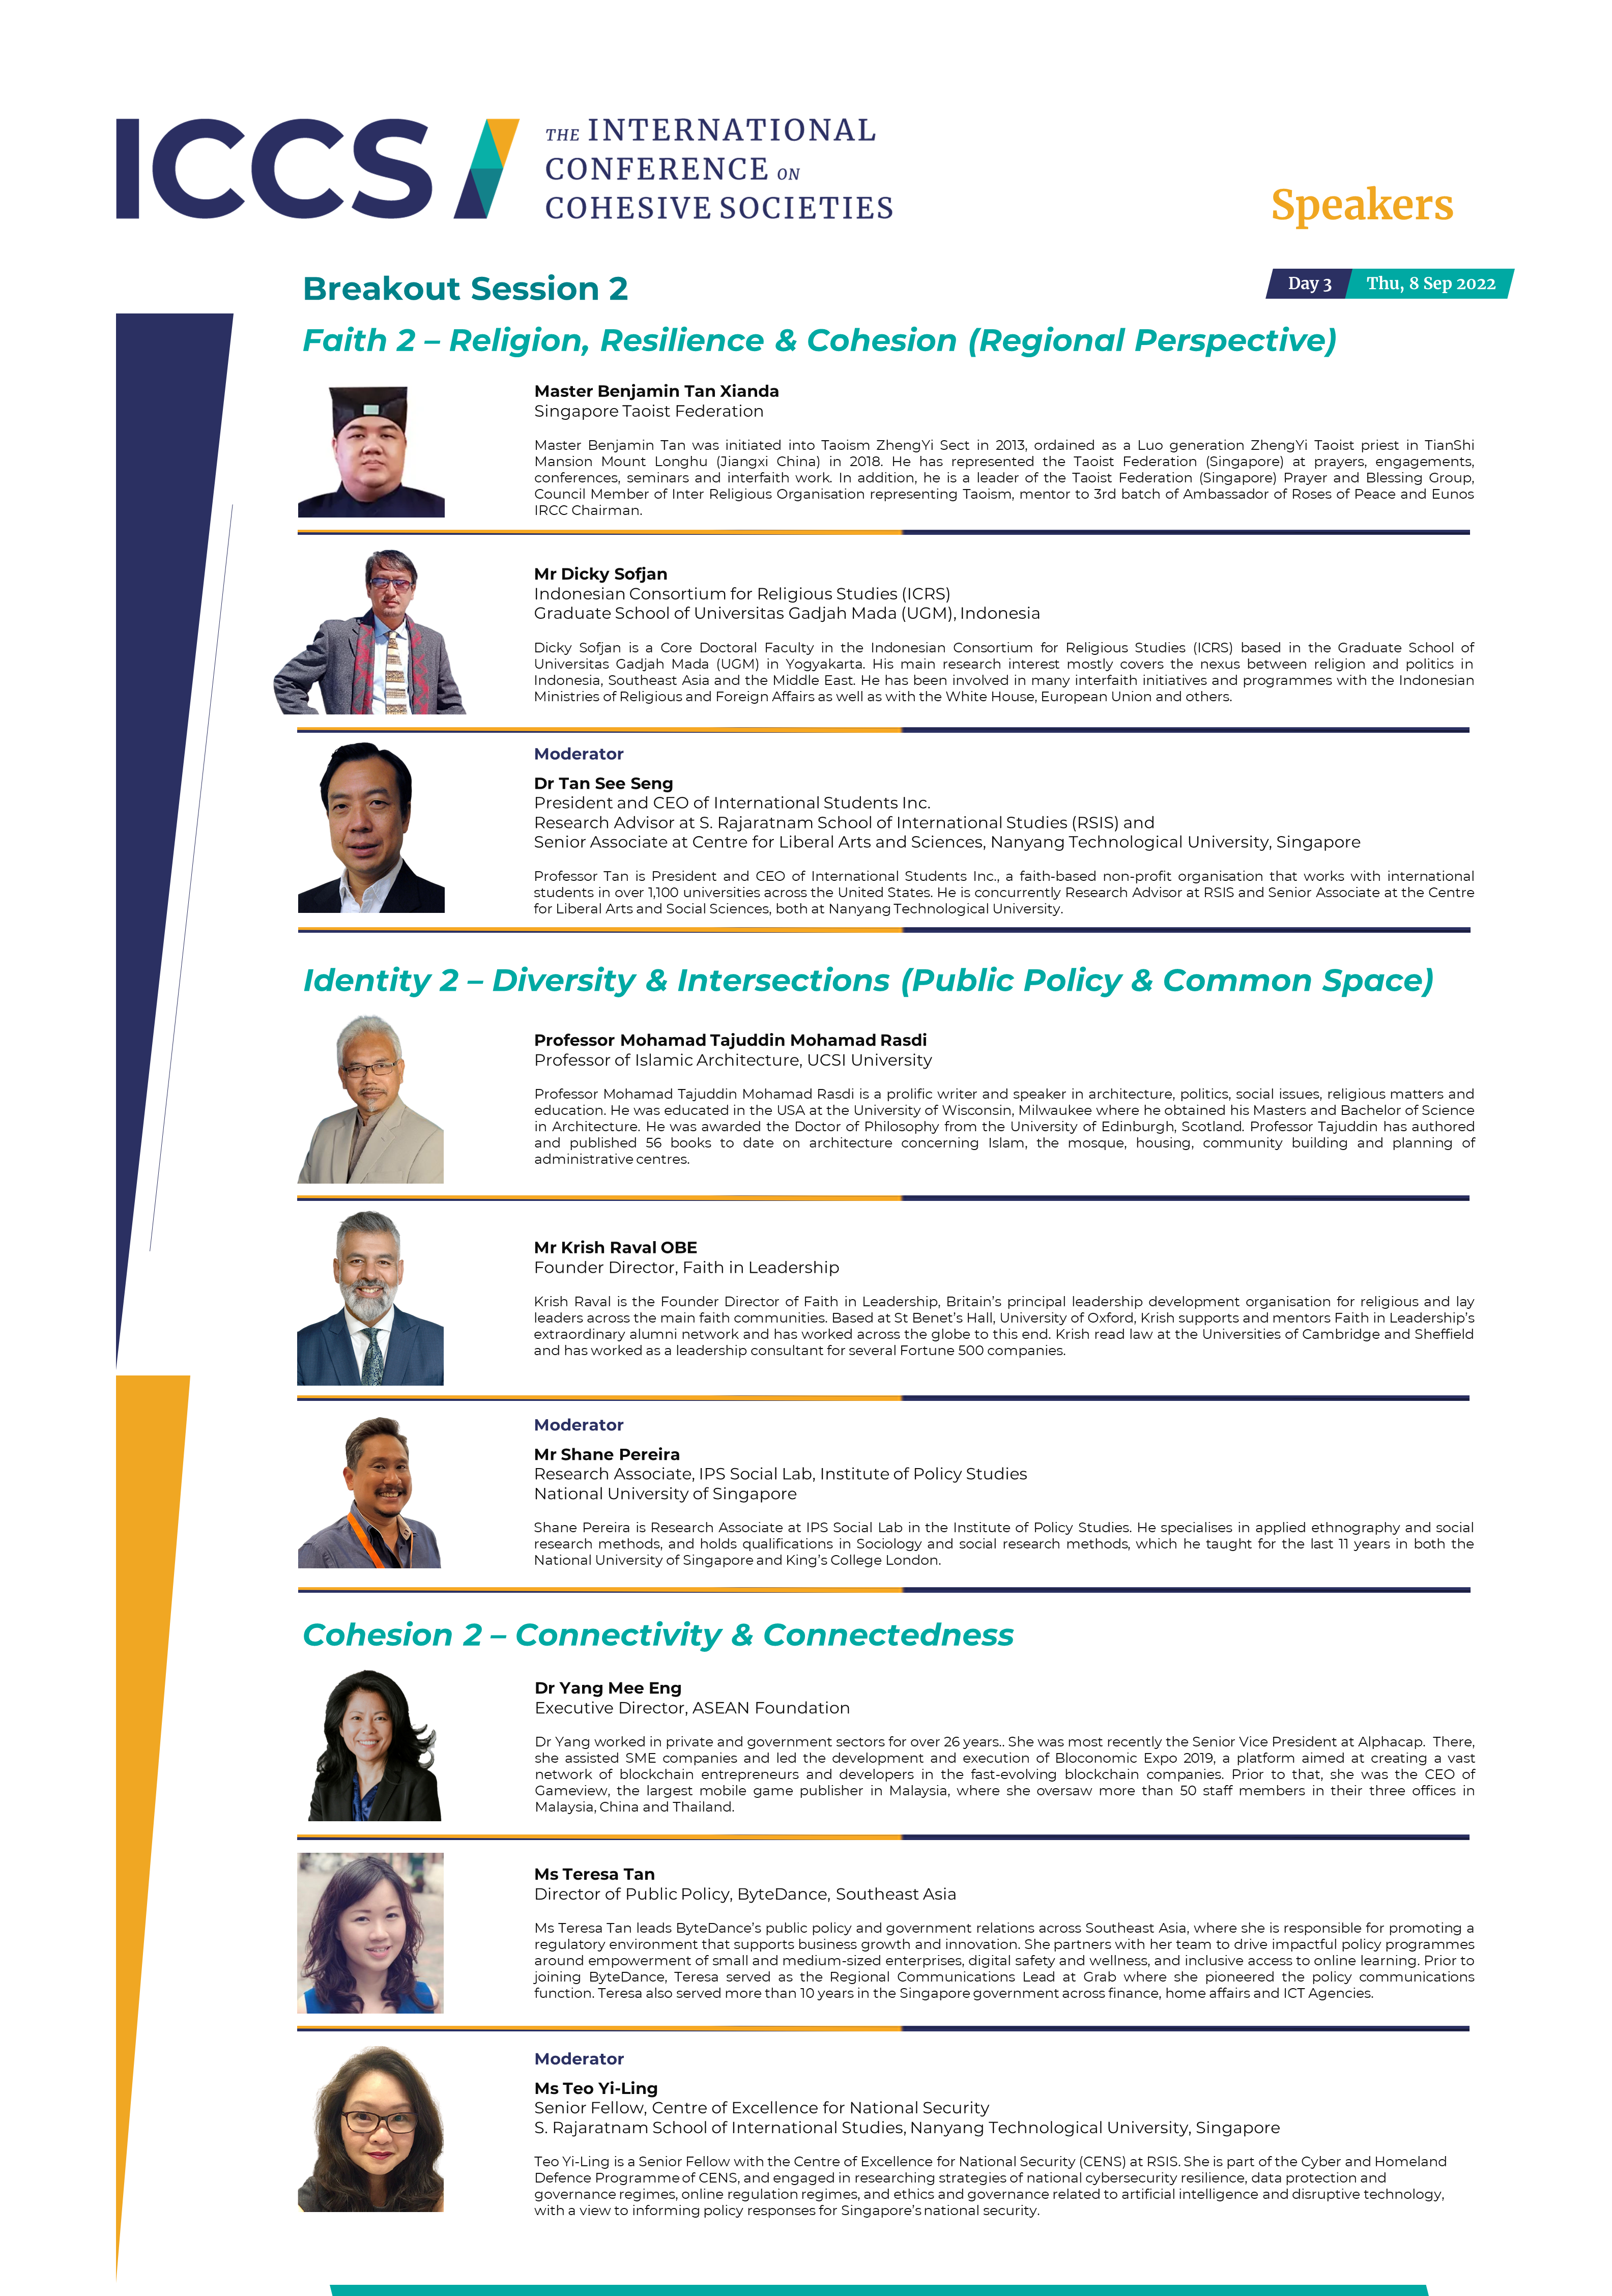 ICCS
THE INTERNATIONAL
CONFERENCE ON
COHESIVE SOCIETIES
Speakers
Breakout Session 2
Day 3 Thu, 8 Sep 2022
Faith 2 – Religion, Resilience & Cohesion (Regional Perspective)
Master Benjamin Tan Xianda
Singapore Taoist Federation
Master Benjamin Tan was initiated into Taoism ZhengYi Sect in 2013, ordained as a Luo generation ZhengYi Taoist priest in TianShi
Mansion Mount Longhu (Jiangxi China) in 2018. He has represented the Taoist Federation (Singapore) at prayers, engagements,
conferences, seminars and interfaith work. In addition, he is a leader of the Taoist Federation (Singapore) Prayer and Blessing Group,
Council Member of Inter Religious Organisation representing Taoism, mentor to 3rd batch of Ambassador of Roses of Peace and Eunos
IRCC Chairman.
Mr Dicky Sofjan
Indonesian Consortium for Religious Studies (ICRS)
Graduate School of Universitas Gadjah Mada (UGM), Indonesia
Dicky Sofjan is a Core Doctoral Faculty in the Indonesian Consortium for Religious Studies (ICRS) based in the Graduate School of
Universitas Gadjah Mada (UGM) in Yogyakarta. His main research interest mostly covers the nexus between religion and politics in
Indonesia, Southeast Asia and the Middle East. He has been involved in many interfaith initiatives and programmes with the Indonesian
Ministries of Religious and Foreign Affairs as well as with the White House, European Union and others.
Moderator
Dr Tan See Seng
President and CEO of International Students Inc.
Research Advisor at S. Rajaratnam School of International Studies (RSIS) and
Senior Associate at Centre for Liberal Arts and Sciences, Nanyang Technological University, Singapore
Professor Tan is President and CEO of International Students Inc., a faith-based non-profit organisation that works with international
students in over 1,100 universities across the United States. He is concurrently Research Advisor at RSIS and Senior Associate at the Centre
for Liberal Arts and Social Sciences, both at Nanyang Technological University.
Identity 2 – Diversity & Intersections (Public Policy & Common Space)
Professor Mohamad Tajuddin Mohamad Rasdi
Professor of Islamic Architecture, UCSI University
Professor Mohamad Tajuddin Mohamad Rasdi is a prolific writer and speaker in architecture, politics, social issues, religious matters and
education. He was educated in the USA at the University of Wisconsin, Milwaukee where he obtained his Masters and Bachelor of Science
in Architecture. He was awarded the Doctor of Philosophy from the University of Edinburgh, Scotland. Professor Tajuddin has authored
and published 56 books to date on architecture concerning Islam, the mosque, housing, community building and planning of
administrative centres.
Mr Krish Raval OBE
Founder Director, Faith in Leadership
Krish Raval is the Founder Director of Faith in Leadership, Britain’s principal leadership development organisation for religious and lay
leaders across the main faith communities. Based at St Benet’s Hall, University of Oxford, Krish supports and mentors Faith in Leadership’s
extraordinary alumni network and has worked across the globe to this end. Krish read law at the Universities of Cambridge and Sheffield
and has worked as a leadership consultant for several Fortune 500 companies.
Moderator
Mr Shane Pereira
Research Associate, IPS Social Lab, Institute of Policy Studies
National University of Singapore
Shane Pereira is Research Associate at IPS Social Lab in the Institute of Policy Studies. He specialises in applied ethnography and social
research methods, and holds qualifications in Sociology and social research methods, which he taught for the last 11 years in both the
National University of Singapore and King’s College London.
Cohesion 2 – Connectivity & Connectedness
Dr Yang Mee Eng
Executive Director, ASEAN Foundation
Dr Yang worked in private and government sectors for over 26 years.. She was most recently the Senior Vice President at Alphacap. There,
she assisted SME companies and led the development and execution of Bloconomic Expo 2019, a platform aimed at creating a vast
network of blockchain entrepreneurs and developers in the fast-evolving blockchain companies. Prior to that, she was the CEO of
Gameview, the largest mobile game publisher in Malaysia, where she oversaw more than 50 staff members in their three offices in
Malaysia, China and Thailand.
Ms Teresa Tan
Director of Public Policy, ByteDance, Southeast Asia
Ms Teresa Tan leads ByteDance’s public policy and government relations across Southeast Asia, where she is responsible for promoting a
regulatory environment that supports business growth and innovation. She partners with her team to drive impactful policy programmes
around empowerment of small and medium-sized enterprises, digital safety and wellness, and inclusive access to online learning. Prior to
joining ByteDance, Teresa served as the Regional Communications Lead at Grab where she pioneered the policy communications
function. Teresa also served more than 10 years in the Singapore government across finance, home affairs and ICT Agencies.
Moderator
Ms Teo Yi-Ling
Senior Fellow, Centre of Excellence for National Security
S. Rajaratnam School of International Studies, Nanyang Technological University, Singapore
Teo Yi-Ling is a Senior Fellow with the Centre of Excellence for National Security (CENS) at RSIS. She is part of the Cyber and Homeland
Defence Programme of CENS, and engaged in researching strategies of national cybersecurity resilience, data protection and
governance regimes, online regulation regimes, and ethics and governance related to artificial intelligence and disruptive technology,
with a view to informing policy responses for Singapore’s national security.